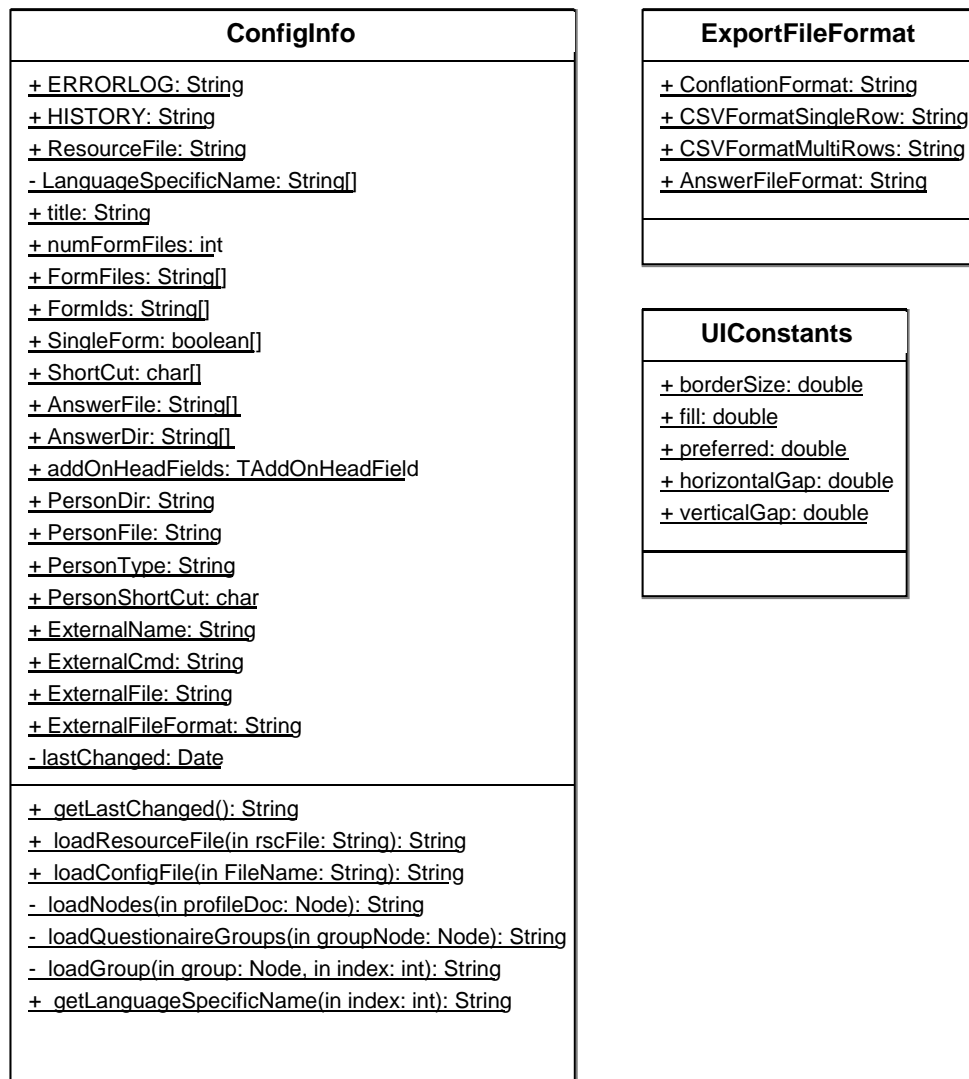 ConfigInfo
+ ERRORLOG: String
+ HISTORY: String
+ ResourceFile: String
- LanguageSpecificName: String[]
+ title: String
+ numFormFiles: int
+ FormFiles: String[]
+ FormIds: String[]
+ SingleForm: boolean[]
+ ShortCut: char[]
+ AnswerFile: String[]
+ AnswerDir: String[]
+ addOnHeadFields: TAddOnHeadField
+ PersonDir: String
+ PersonFile: String
+ PersonType: String
+ PersonShortCut: char
+ ExternalName: String
+ ExternalCmd: String
+ ExternalFile: String
+ ExternalFileFormat: String
- lastChanged: Date
+ getLastChanged(): String
+ loadResourceFile(in rscFile: String): String
+ loadConfigFile(in FileName: String): String
- loadNodes(in profileDoc: Node): String
- loadQuestionaireGroups(in groupNode: Node): String
- loadGroup(in group: Node, in index: int): String
+ getLanguageSpecificName(in index: int): String
ExportFileFormat
+ ConflationFormat: String
+ CSVFormatSingleRow: String
+ CSVFormatMultiRows: String
+ AnswerFileFormat: String
UIConstants
+ borderSize: double
+ fill: double
+ preferred: double
+ horizontalGap: double
+ verticalGap: double